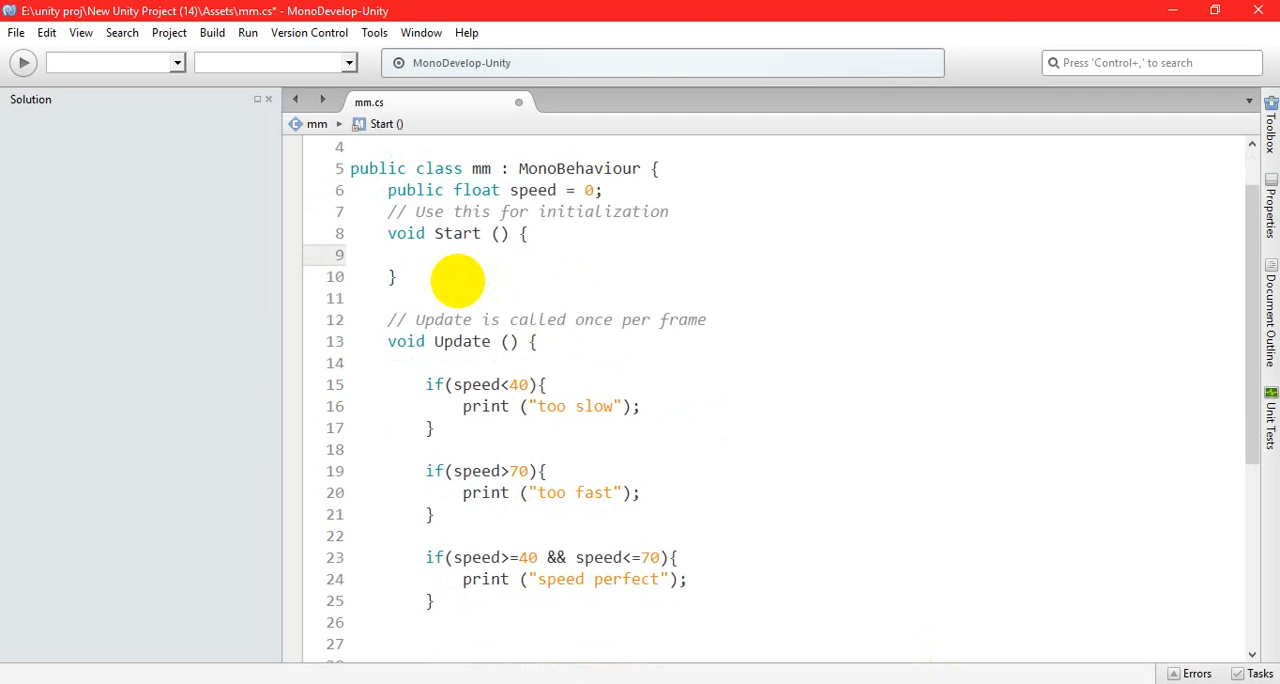 E:\unity proj\New Unity Project (14)\Assets\mm.cs* - MonoDevelop-Unity
File Edit View Search Project Build Run Version Control Tools Window Help
MonoDevelop-Unity
Press 'Control+,' to search
Solution
mm.cs
mm Start ()
4
5 public class mm : MonoBehaviour {
6 public float speed = 0;
7 // Use this for initialization
8 void Start () {
9
10 }
11
12 // Update is called once per frame
13 void Update () {
14
15 if(speed<40){
16 print ("too slow");
17 }
18
19 if(speed>70){
20 print ("too fast");
21 }
22
23 if(speed>=40 && speed<=70){
24 print ("speed perfect");
25 }
26
27
Toolbox
Properties
Document Outline
Unit Tests
Errors Tasks